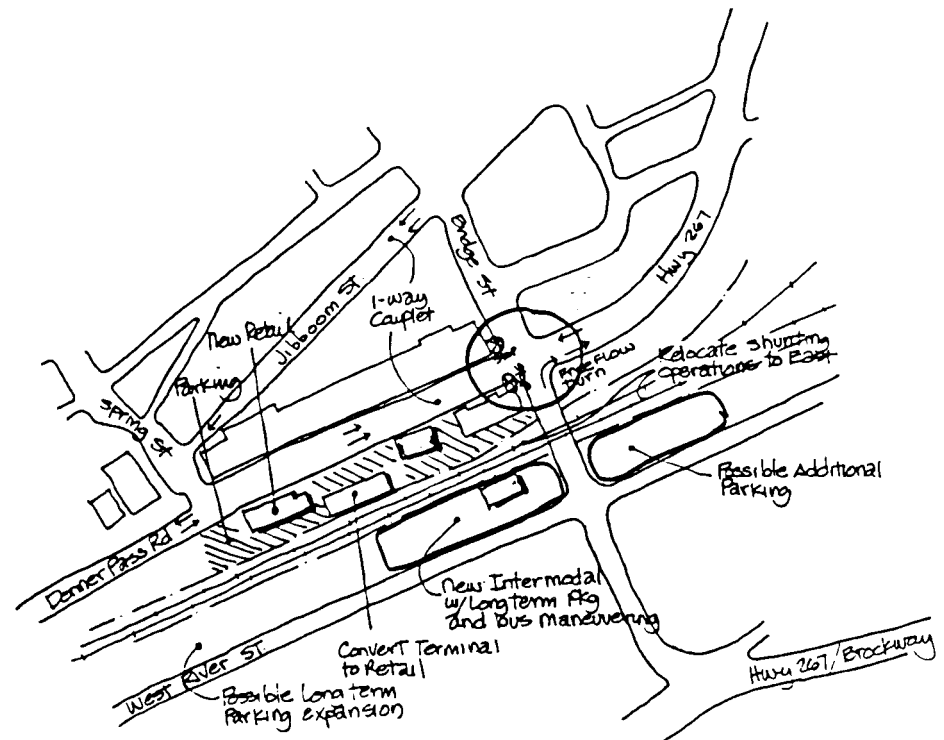 Bridge St
Hwy 267
Jibboom St
1-way
Couplet
New Retail
Parking
Spring St
Free Flow
Turn
Relocate Shunting
Operations to East
Possible Additional
Parking
Donner Pass Rd
New Intermodal
w/Long term Pkg
and bus maneuvering
Convert Terminal
to Retail
West River ST.
Possible Long term
Parking expansion
Hwy 267/Brockway